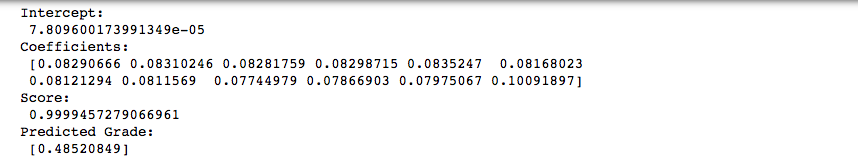 Intercept:
7.809600173991349e-05
Coefficients:
[0.08290666 0.08310246 0.08281759 0.08298715 0.0835247  0.08168023
0.08121294 0.0811569  0.07744979 0.07866903 0.07975067 0.10091897]
Score:
0.9999457279066961
Predicted Grade:
[0.48520849]